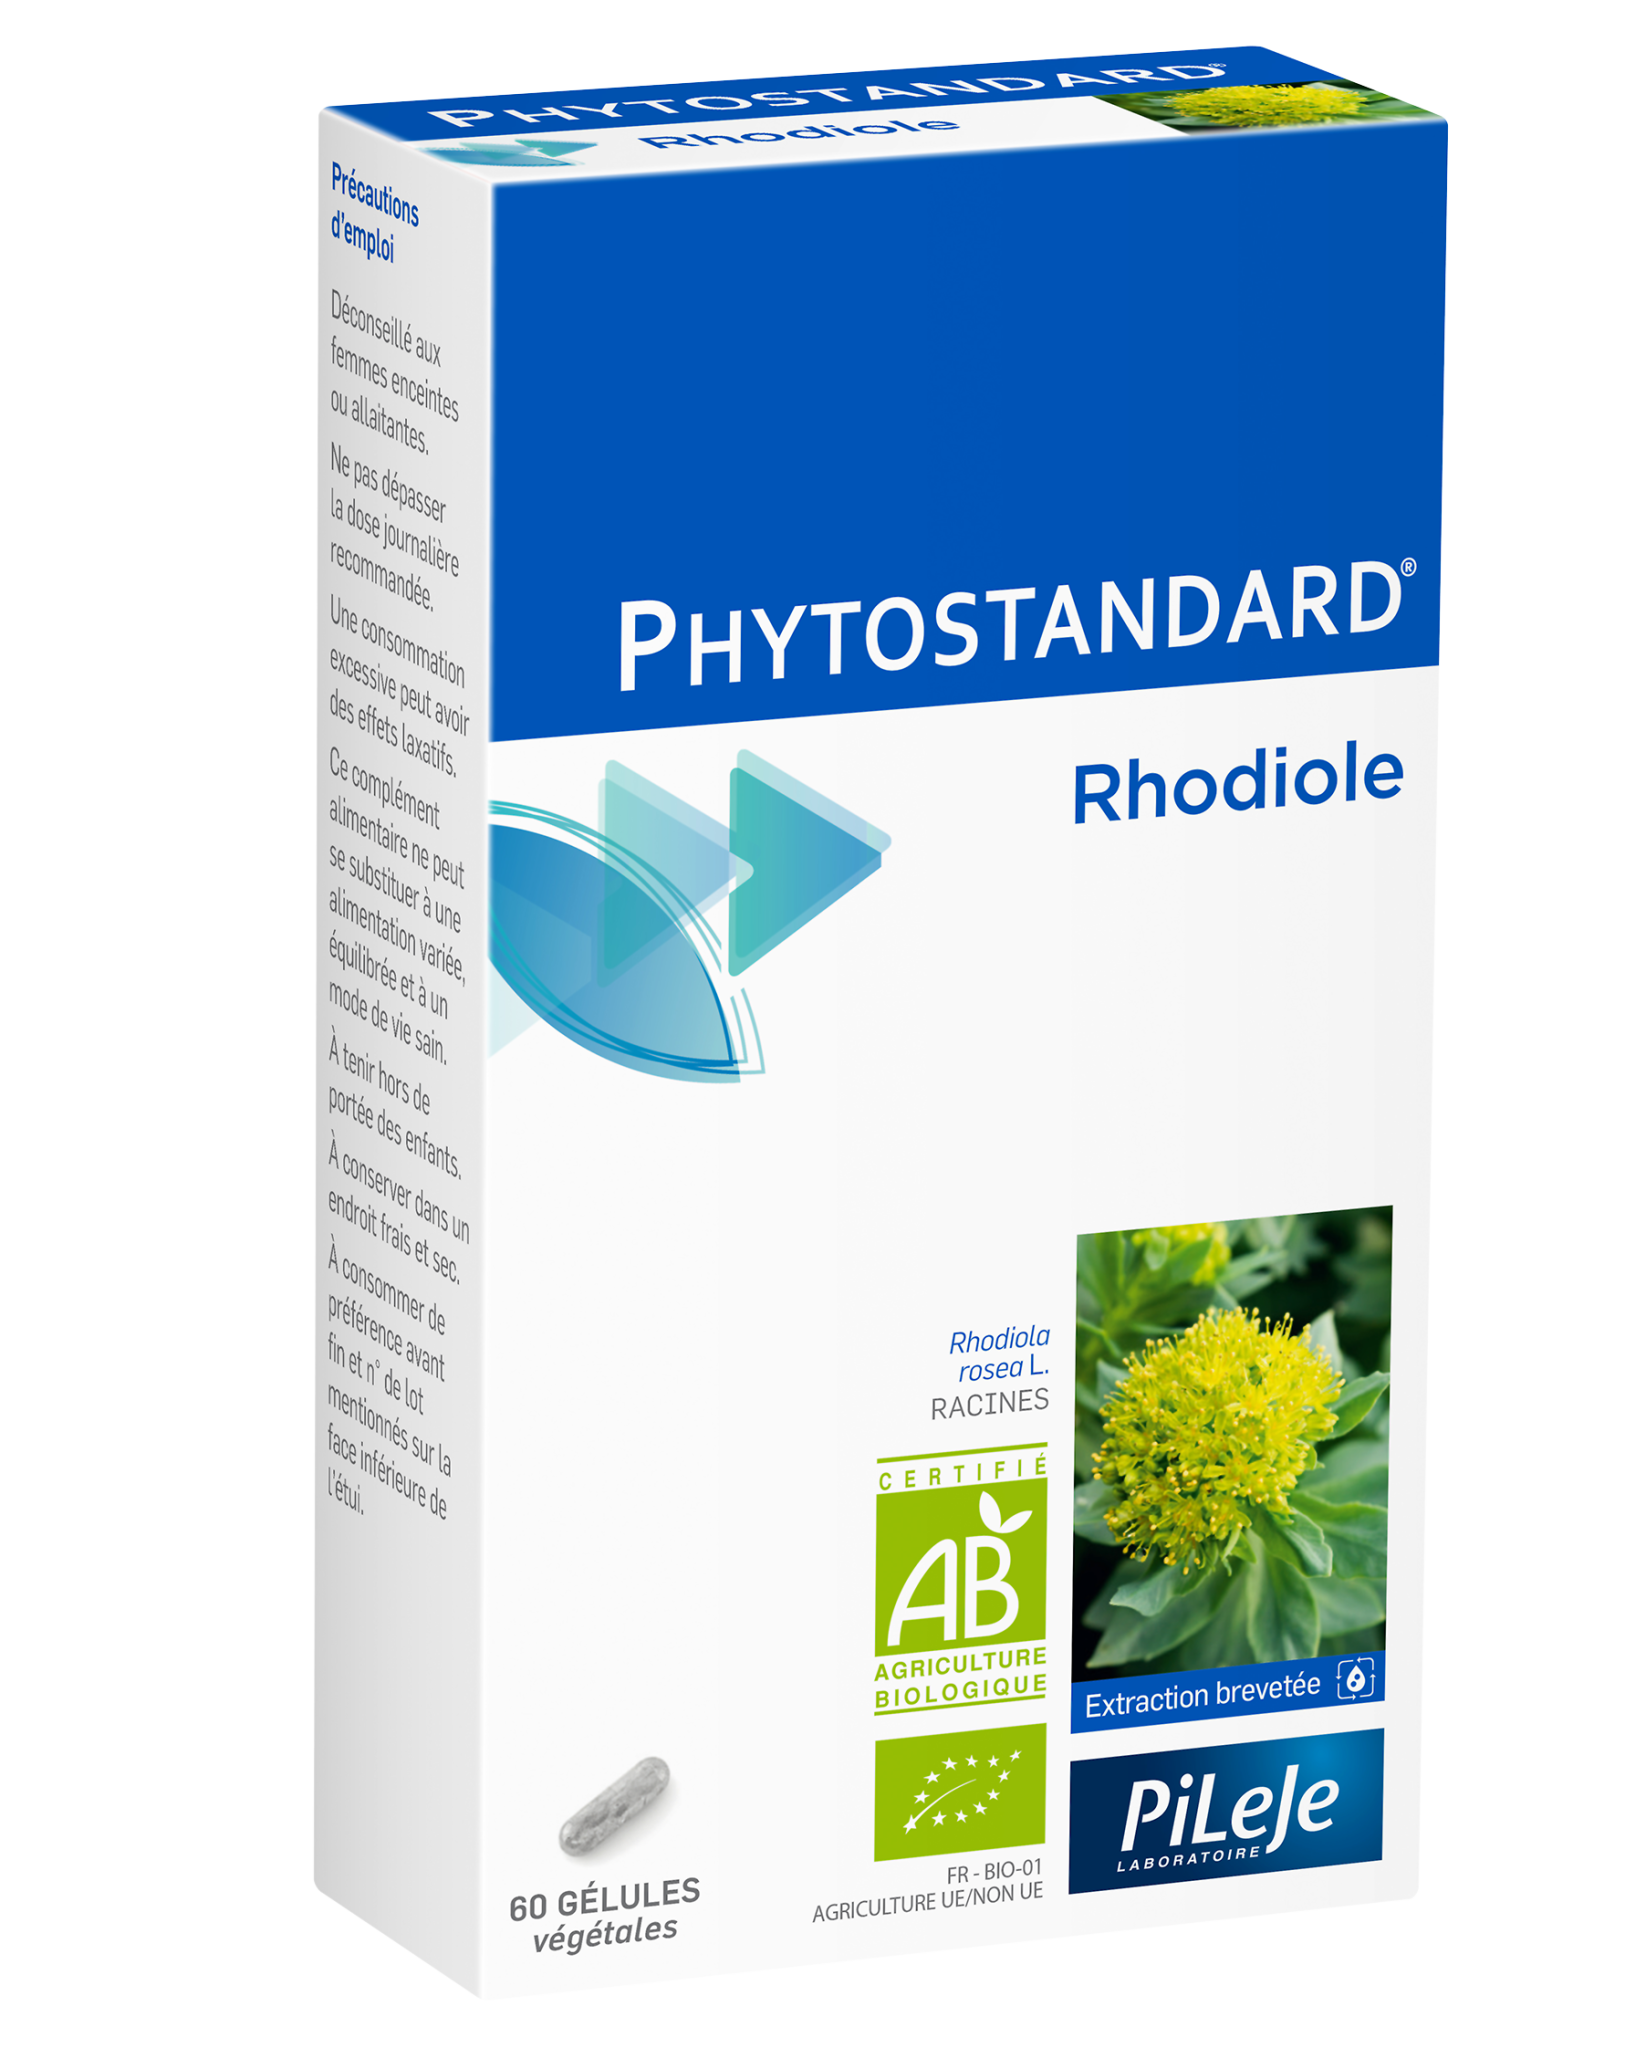 PHYTOSTANDARD®
Rhodiole
Précautions
d'emploi
Déconseillé aux
femmes enceintes
ou allaitantes.
Ne pas dépasser
la dose journalière
recommandée.
Une consommation
excessive peut avoir
des effets laxatifs.
Ce complément
alimentaire ne peut
se substituer à une
alimentation variée,
équilibrée et à un
mode de vie sain.
À tenir hors de
portée des enfants.
À conserver dans un
endroit frais et sec.
À consommer de
préférence avant
fin et n° de lot
mentionnés sur la
face inférieure de
l'étui.
PHYTOSTANDARD®
Rhodiole
Rhodiola
rosea L.
RACINES
CERTIFIÉ
AB
AGRICULTURE
BIOLOGIQUE
Extraction brevetée
PiLeJe
LABORATOIRE
FR - BIO-01
AGRICULTURE UE/NON UE
60 GÉLULES
végétales